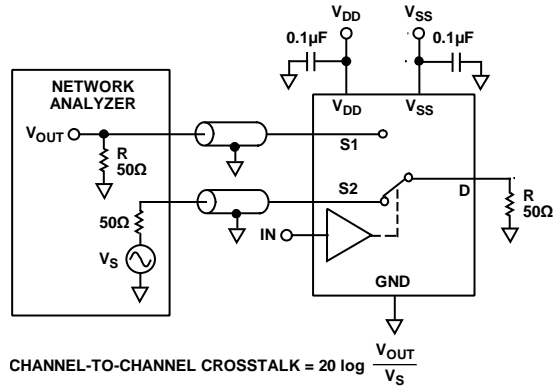 V_DD
V_SS
0.1µF
0.1µF
NETWORK
ANALYZER
V_DD
V_SS
V_OUT
S1
R
50Ω
S2
D
R
50Ω
50Ω
IN
V_S
GND
CHANNEL-TO-CHANNEL CROSSTALK = 20 log V_OUT / V_S